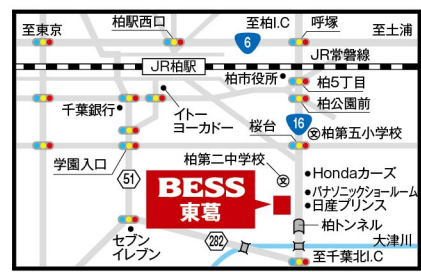 至東京
柏駅西口
至柏I.C
呼塚
至土浦
6
JR常磐線
JR柏駅
柏市役所
柏5丁目
千葉銀行
イトー
ヨーカドー
柏公園前
16
桜台
柏第五小学校
学園入口
柏第二中学校
51
BESS
東葛
Hondaカーズ
パナソニックショールーム
日産プリンス
柏トンネル
大津川
セブン
イレブン
282
至千葉北I.C